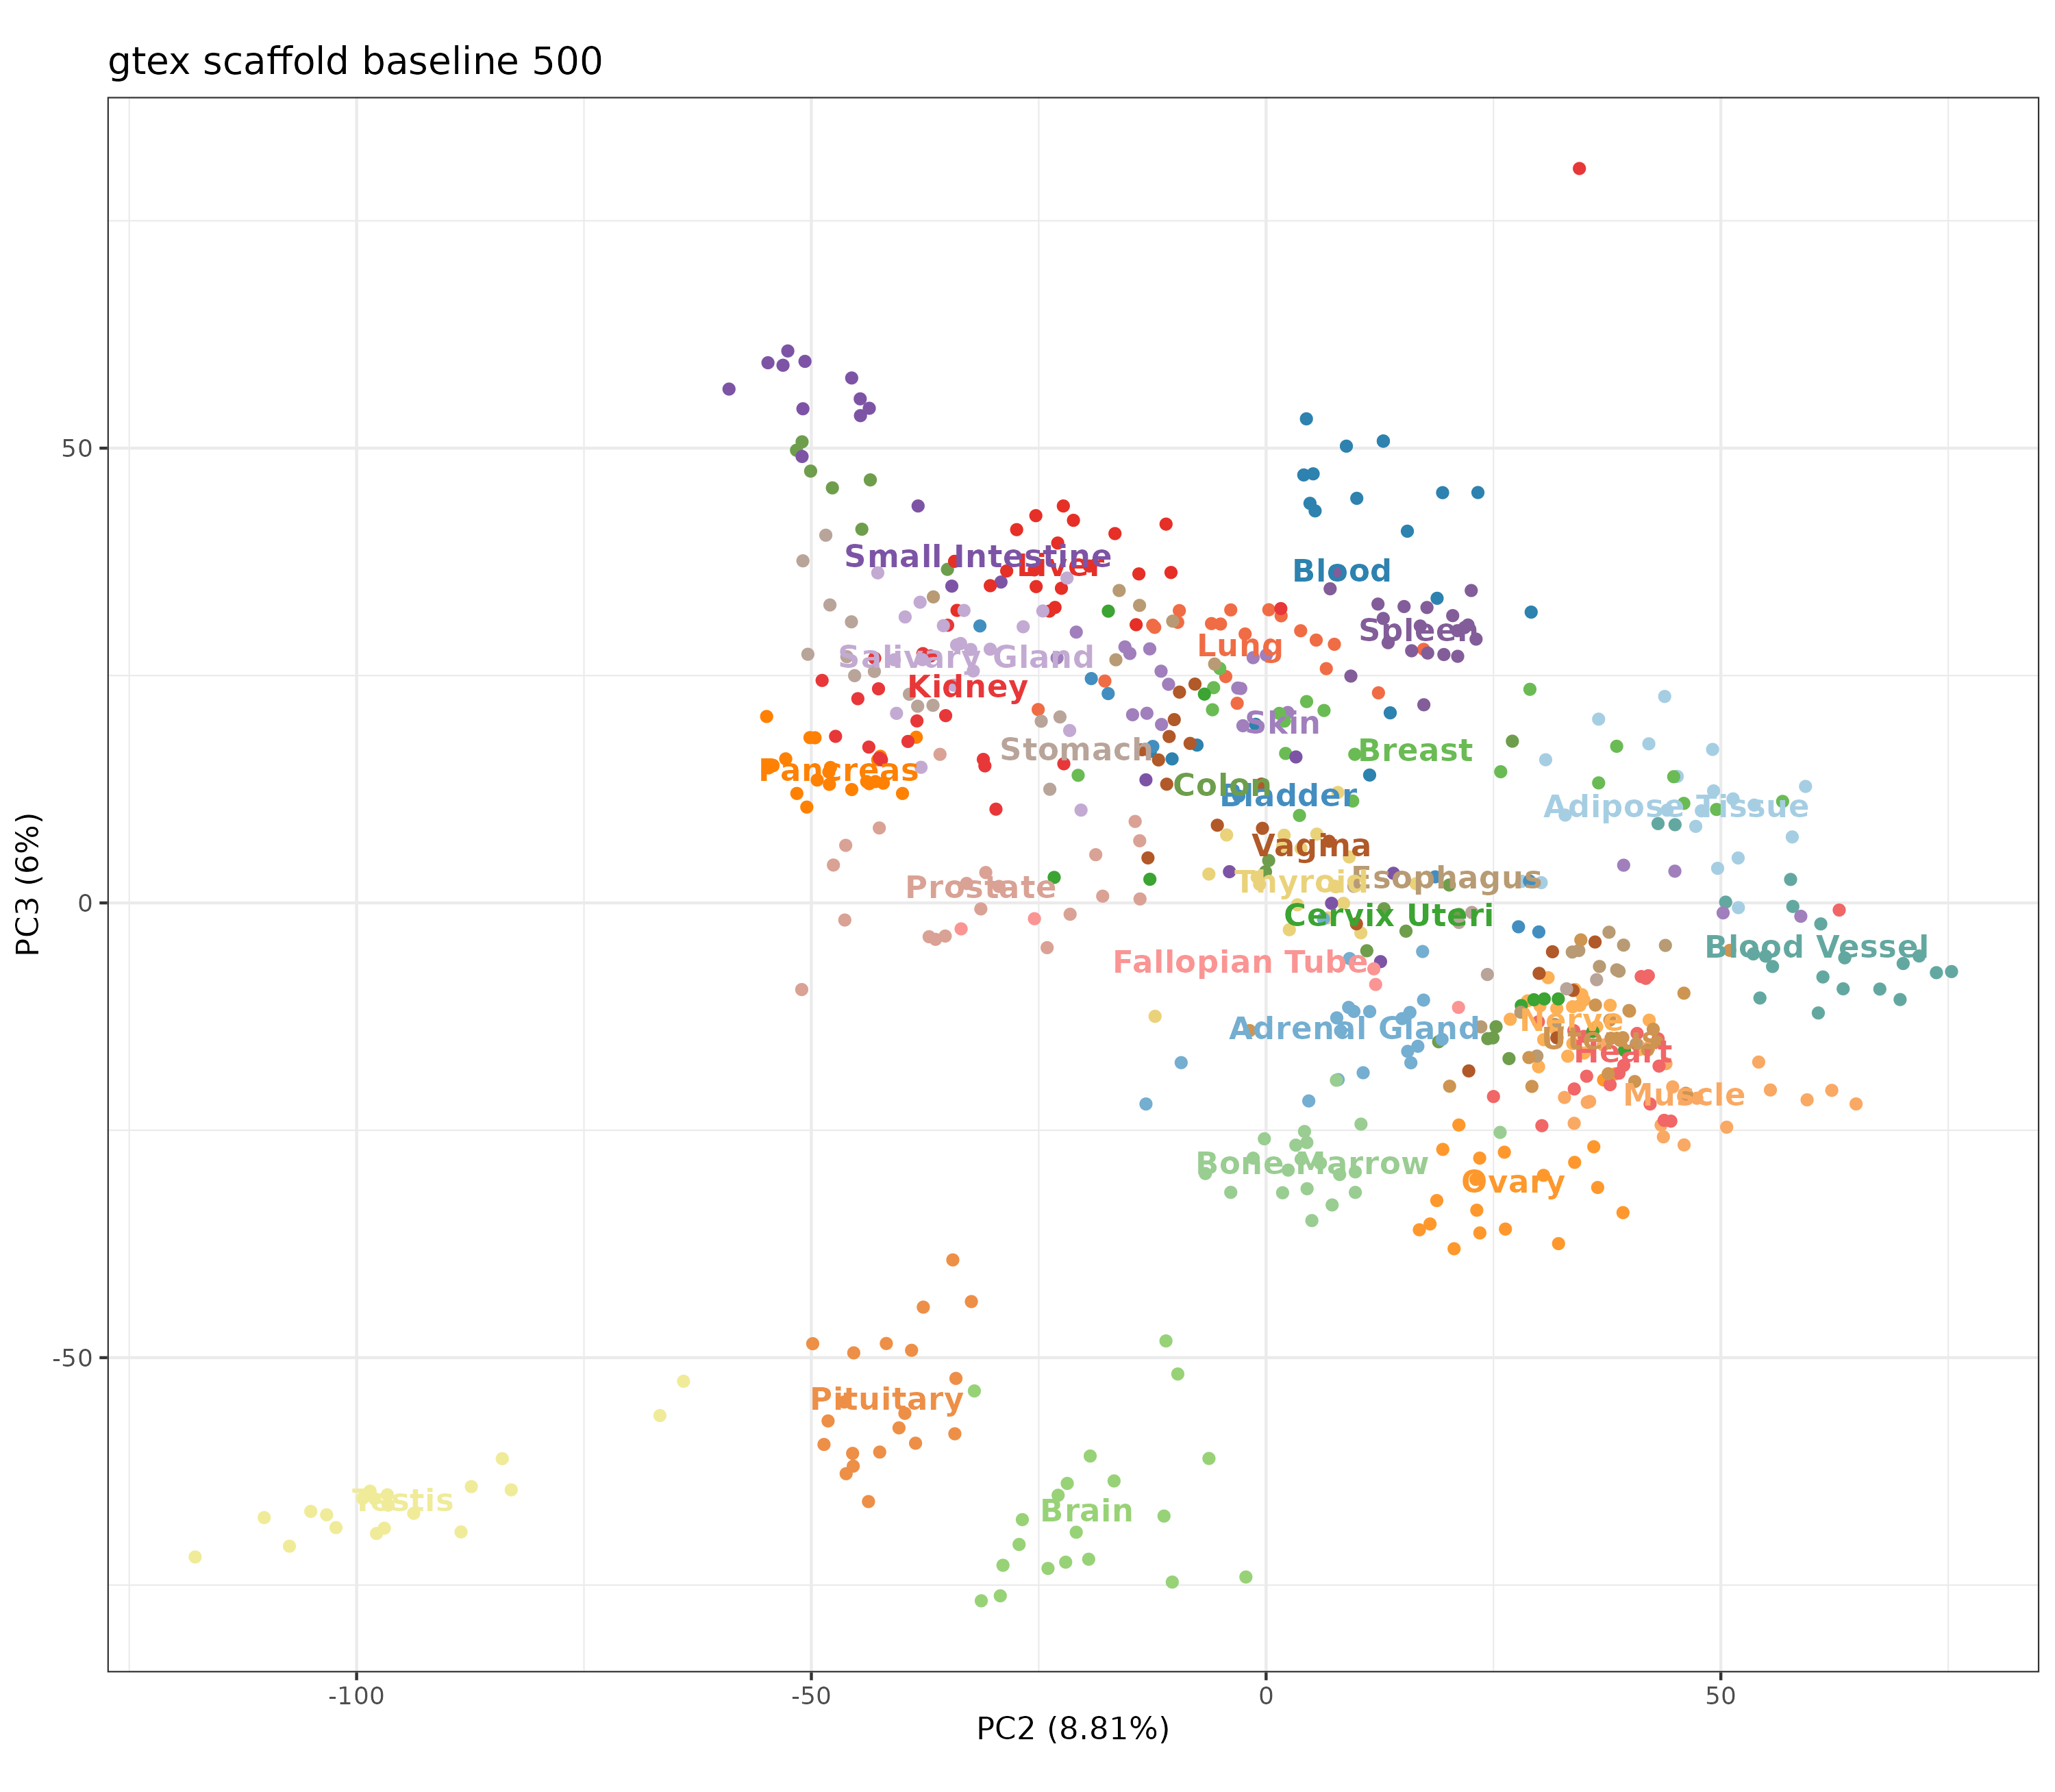 gtex scaffold baseline 500
PC3 (6%)
50
0
-50
Small Intestine
Liver
Blood
Spleen
Lung
Salivary Gland
Kidney
Skin
Stomach
Breast
Pancreas
Colon
Bladder
Adipose Tissue
Vagina
Thyroid
Esophagus
Prostate
Cervix Uteri
Blood Vessel
Fallopian Tube
Nerve
Adrenal Gland
Heart
Muscle
Bone Marrow
Ovary
Pituitary
Testis
Brain
-100
-50
0
50
PC2 (8.81%)